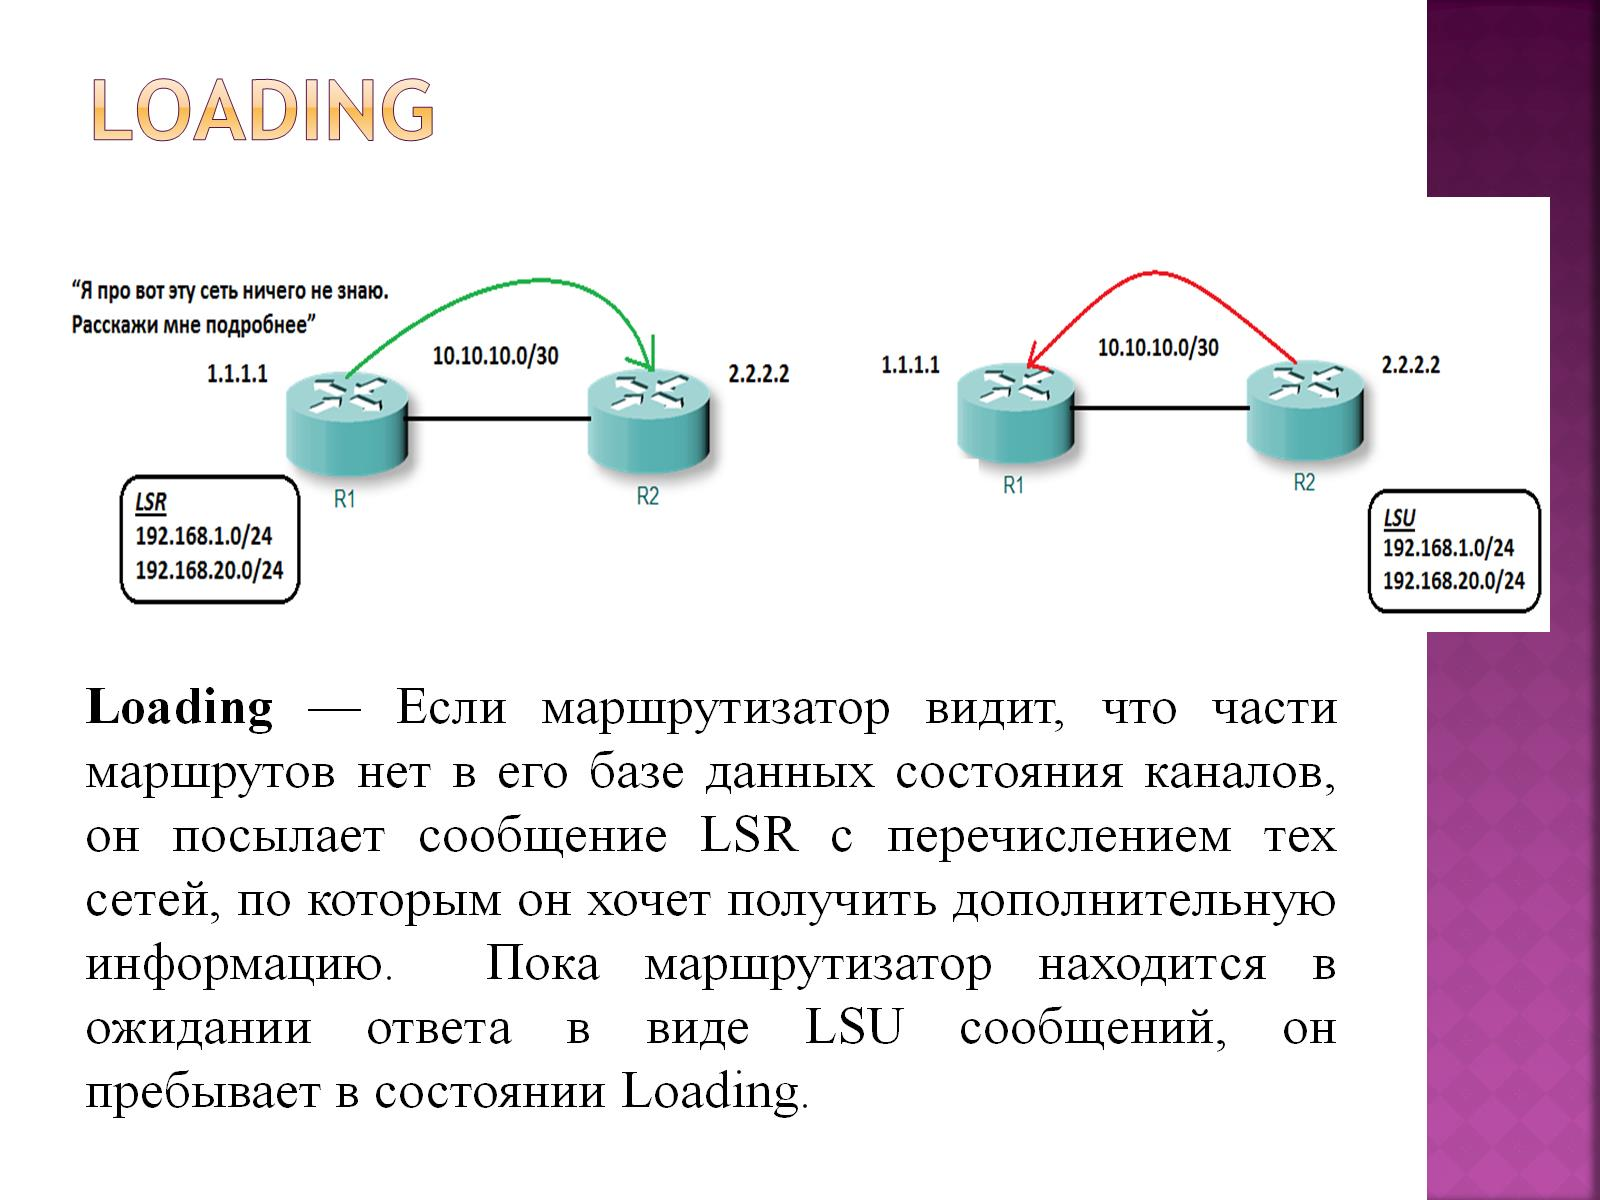 LOADING
“Я про вот эту сеть ничего не знаю.
Расскажи мне подробнее”
1.1.1.1
10.10.10.0/30
2.2.2.2
R1
R2
LSR
192.168.1.0/24
192.168.20.0/24
1.1.1.1
10.10.10.0/30
2.2.2.2
R1
R2
LSU
192.168.1.0/24
192.168.20.0/24
Loading — Если маршрутизатор видит, что части
маршрутов нет в его базе данных состояния каналов,
он посылает сообщение LSR с перечислением тех
сетей, по которым он хочет получить дополнительную
информацию. Пока маршрутизатор находится в
ожидании ответа в виде LSU сообщений, он
пребывает в состоянии Loading.